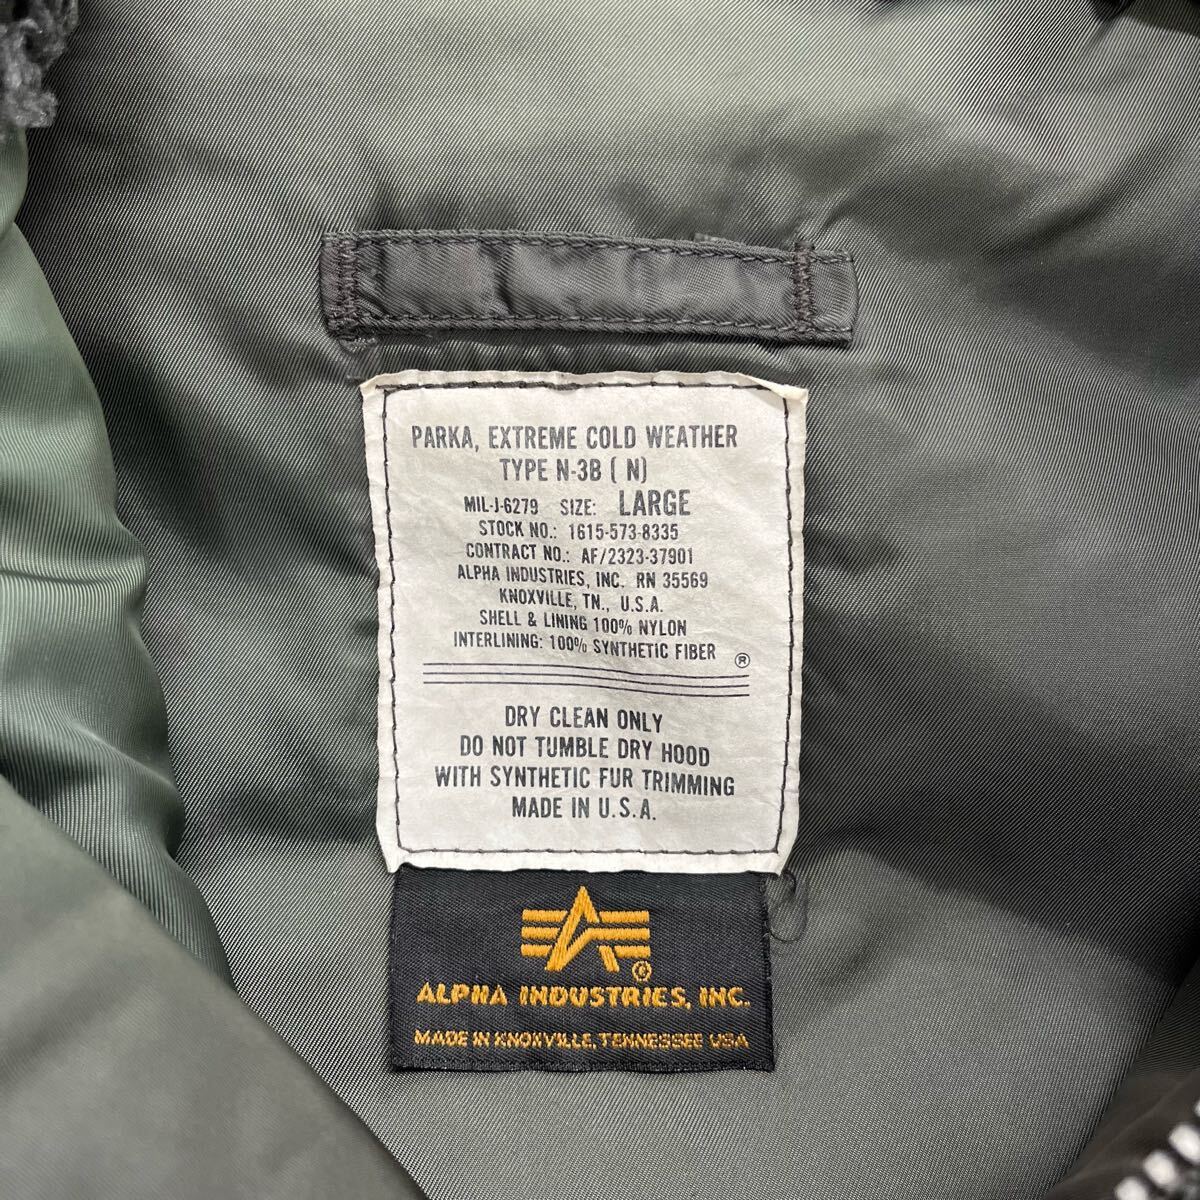 PARKA, EXTREME COLD WEATHER
TYPE N-3B ( N)
MIL-J-6279 SIZE: LARGE
STOCK NO.: 1615-573-8335
CONTRACT NO.: AF/2323-37901
ALPHA INDUSTRIES, INC. RN 35569
KNOXVILLE, TN., U.S.A.
SHELL & LINING 100% NYLON
INTERLINING: 100% SYNTHETIC FIBER
®
DRY CLEAN ONLY
DO NOT TUMBLE DRY HOOD
WITH SYNTHETIC FUR TRIMMING
MADE IN U.S.A.
®
ALPHA INDUSTRIES, INC.
MADE IN KNOXVILLE, TENNESSEE USA